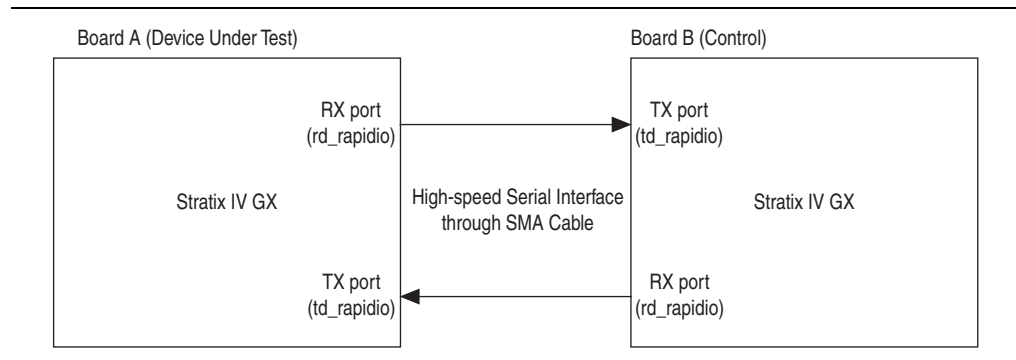 Board A (Device Under Test)
Board B (Control)
RX port
(rd_rapidio)
TX port
(td_rapidio)
Stratix IV GX
High-speed Serial Interface
through SMA Cable
Stratix IV GX
TX port
(td_rapidio)
RX port
(rd_rapidio)